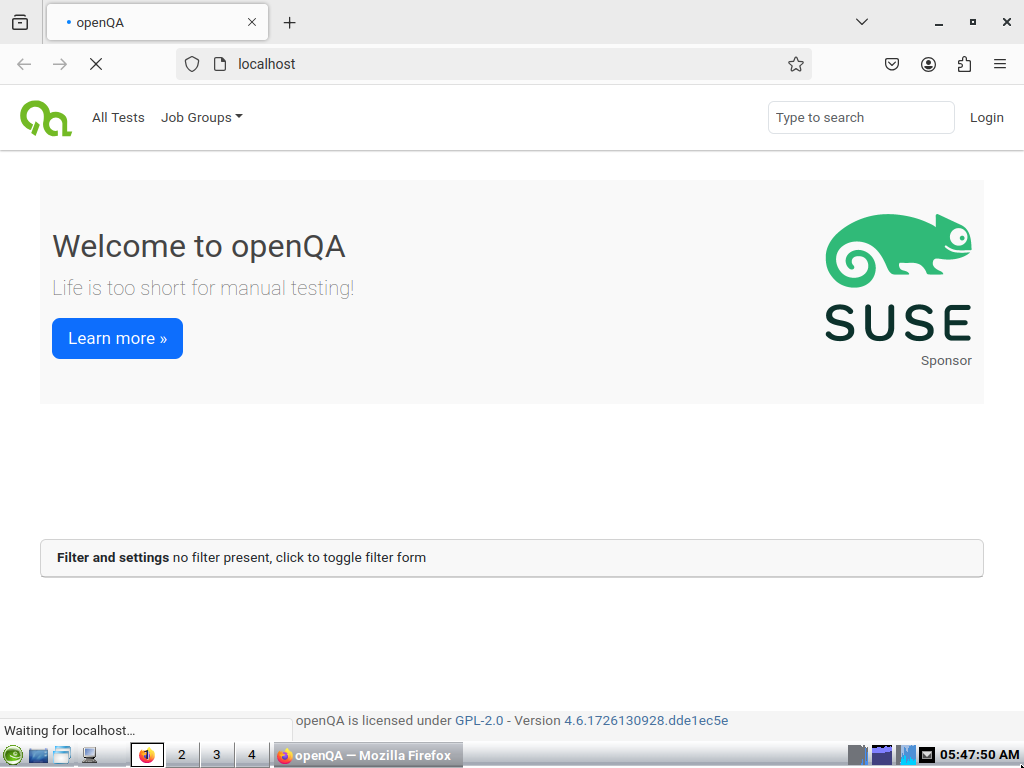 openQA
localhost
All Tests
Job Groups
Type to search
Login
Welcome to openQA
Life is too short for manual testing!
Learn more »
SUSE
Sponsor
Filter and settings no filter present, click to toggle filter form
openQA is licensed under GPL-2.0 - Version 4.6.1726130928.dde1ec5e
Waiting for localhost…
1
2
3
4
openQA — Mozilla Firefox
05:47:50 AM